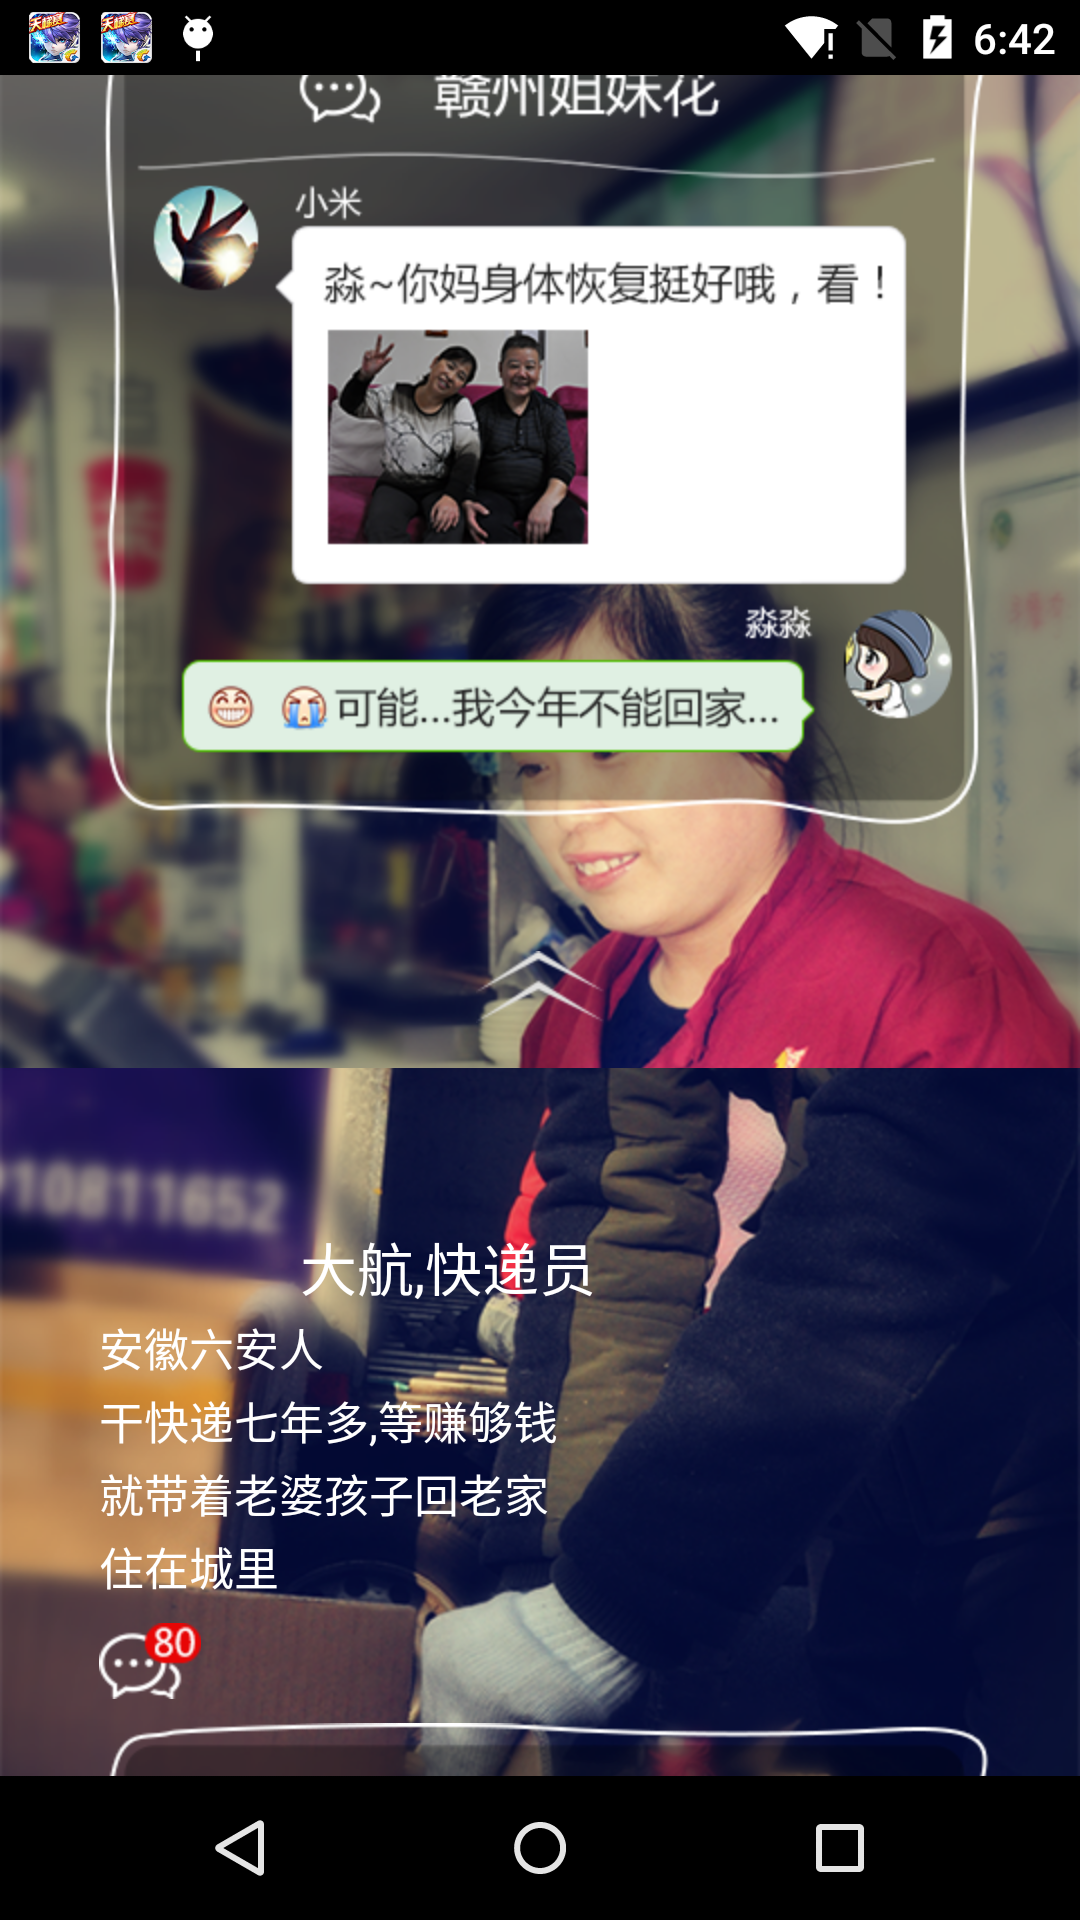 6:42
赣州姐妹花
小米
淼~你妈身体恢复挺好哦，看！
淼淼
可能...我今年不能回家...
10811652
大航,快递员
安徽六安人
干快递七年多,等赚够钱
就带着老婆孩子回老家
住在城里
80